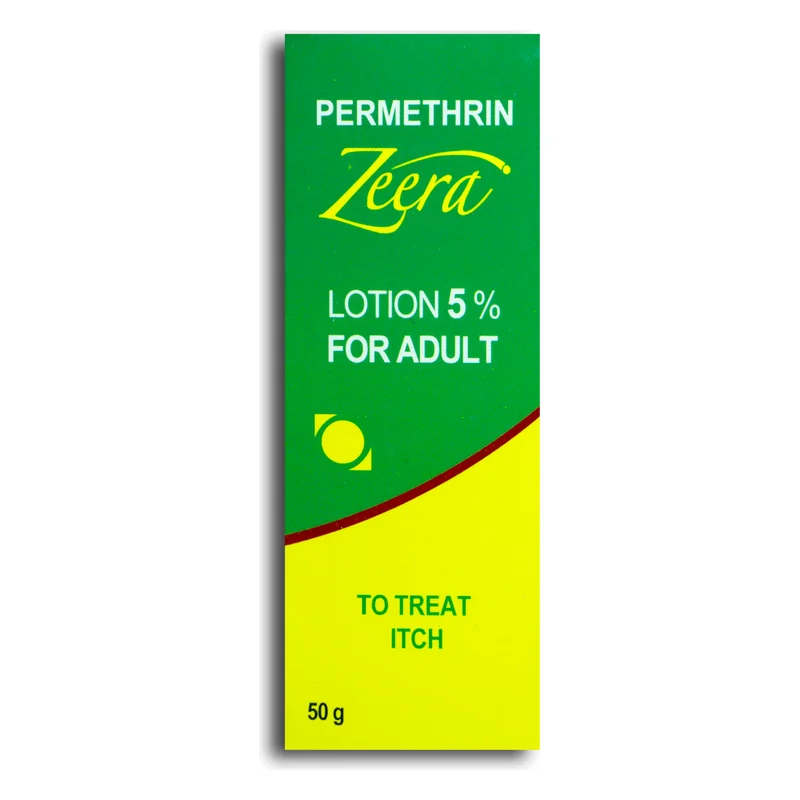 PERMETHRIN
Zeera
LOTION 5 %
FOR ADULT
TO TREAT
ITCH
50 g